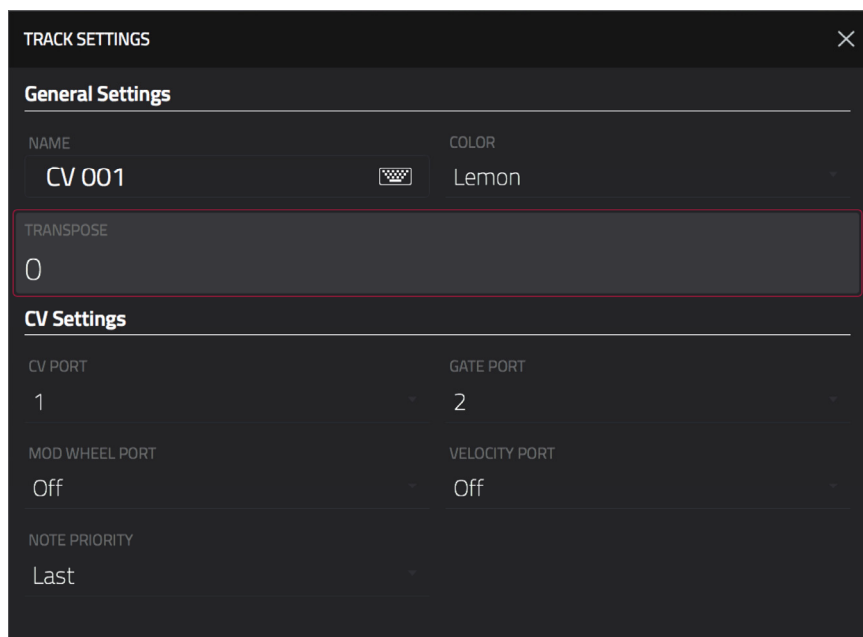 TRACK SETTINGS
General Settings
NAME
COLOR
CV 001
Lemon
TRANSPOSE
0
CV Settings
CV PORT
GATE PORT
1
2
MOD WHEEL PORT
VELOCITY PORT
Off
Off
NOTE PRIORITY
Last